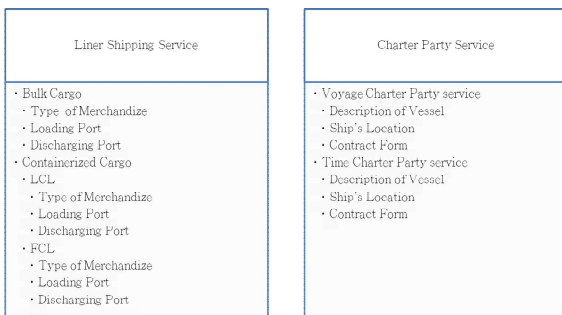 Liner Shipping Service
・Bulk Cargo
・Type of Merchandize
・Loading Port
・Discharging Port
・Containerized Cargo
・LCL
・Type of Merchandize
・Loading Port
・Discharging Port
・FCL
・Type of Merchandize
・Loading Port
・Discharging Port
Charter Party Service
・Voyage Charter Party service
・Description of Vessel
・Ship's Location
・Contract Form
・Time Charter Party service
・Description of Vessel
・Ship's Location
・Contract Form